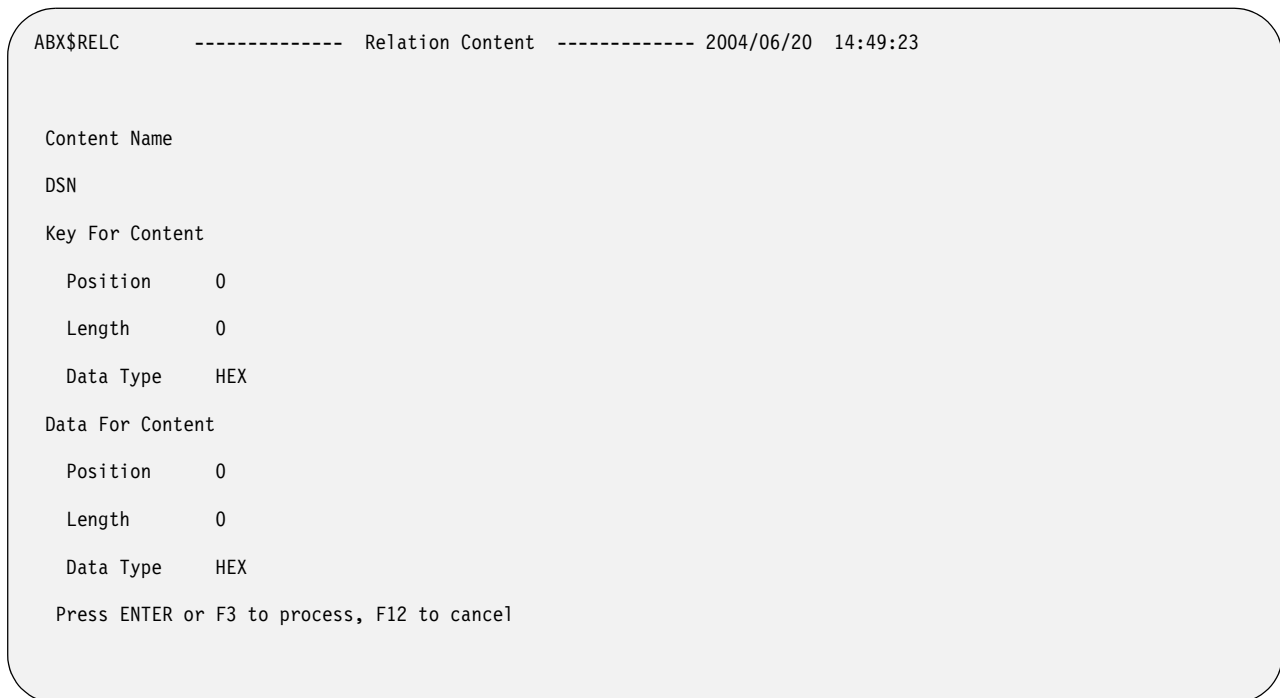 ABX$RELC -------------- Relation Content ------------- 2004/06/20 14:49:23
Content Name
DSN
Key For Content
Position 0
Length 0
Data Type HEX
Data For Content
Position 0
Length 0
Data Type HEX
Press ENTER or F3 to process, F12 to cancel